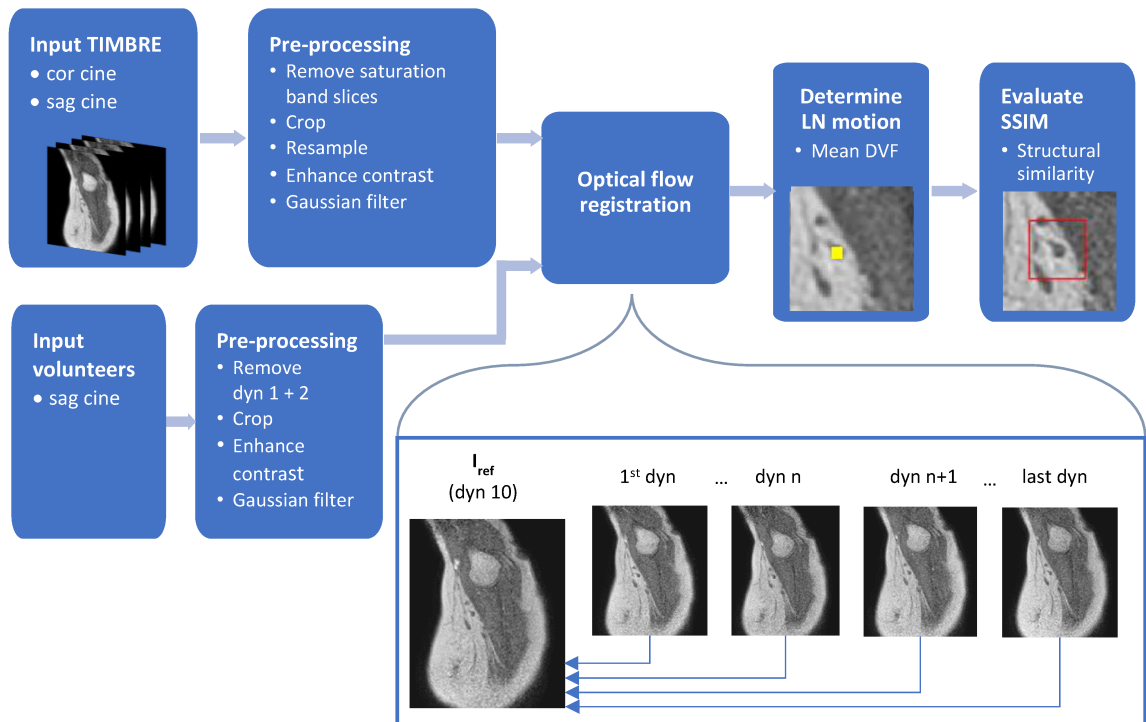 Input TIMBRE
• cor cine
• sag cine
Pre-processing
• Remove saturation
band slices
• Crop
• Resample
• Enhance contrast
• Gaussian filter
Optical flow
registration
Determine
LN motion
• Mean DVF
Evaluate
SSIM
• Structural
similarity
Input
volunteers
• sag cine
Pre-processing
• Remove
dyn 1 + 2
• Crop
• Enhance
contrast
• Gaussian filter
I_ref
(dyn 10)
1st dyn ... dyn n dyn n+1 ... last dyn